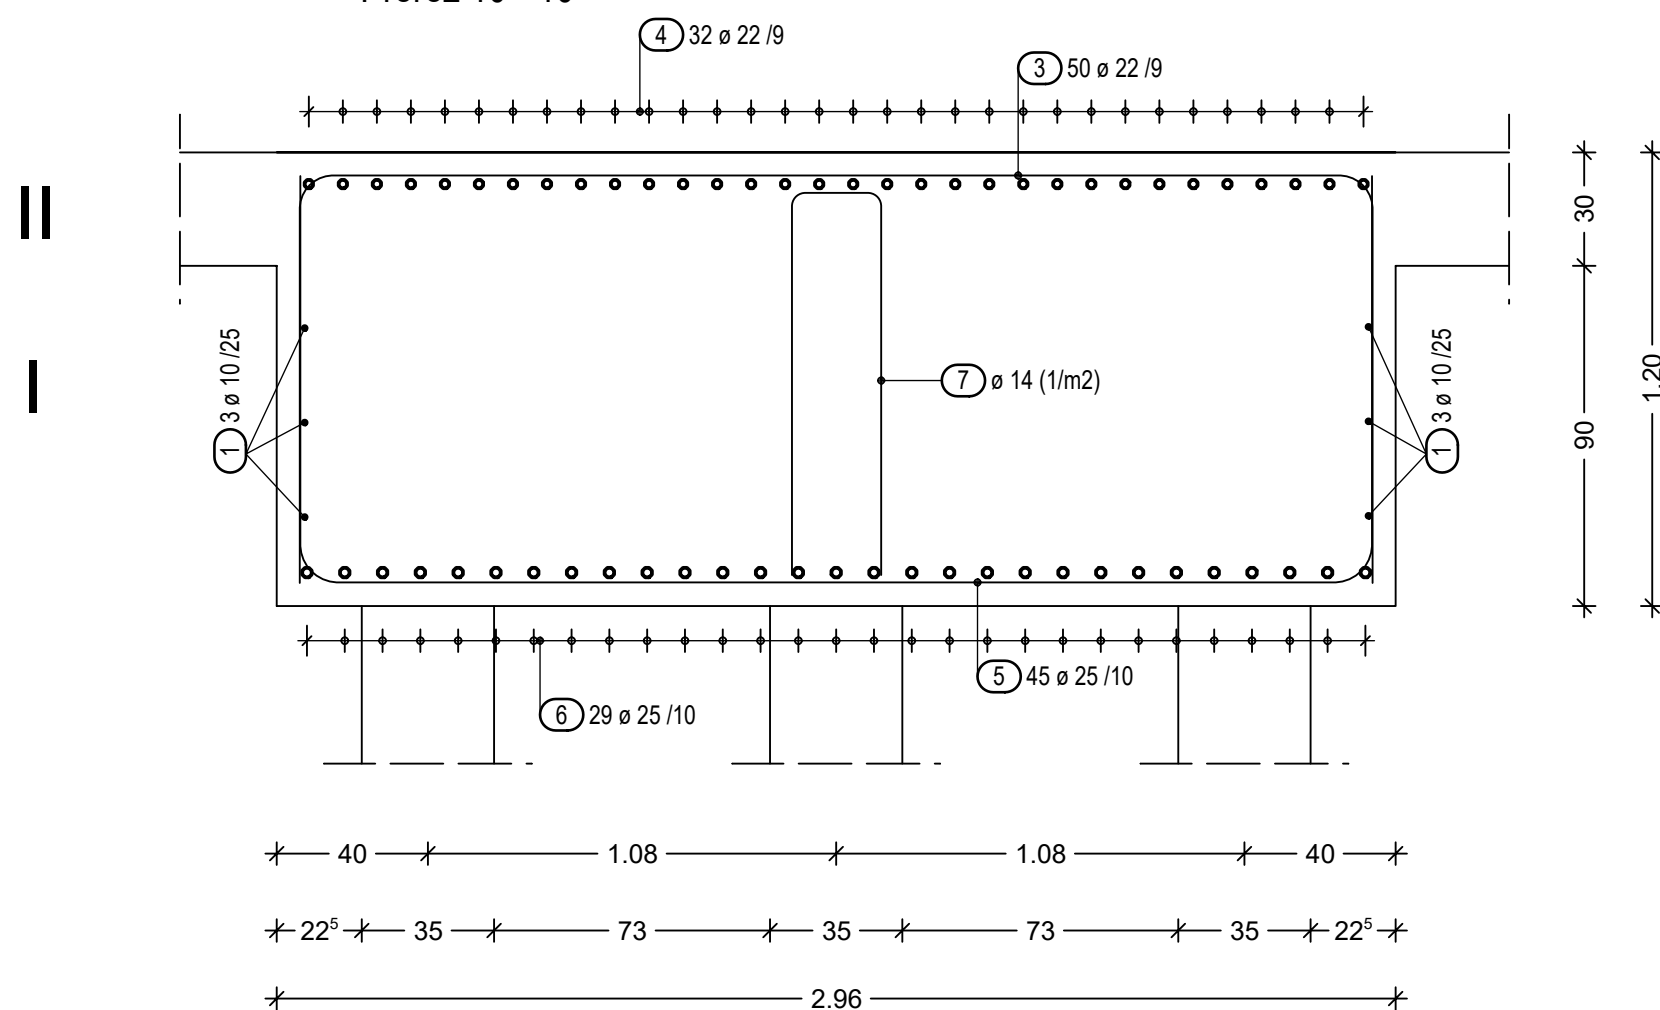 4 32 ø 22 /9
3 50 ø 22 /9
II
30
I
1 3 ø 10 /25
7 ø 14 (1/m2)
1 3 ø 10 /25
1.20
90
5 45 ø 25 /10
6 29 ø 25 /10
40 1.08 1.08 40
22⁵ 35 73 35 73 35 22⁵
2.96